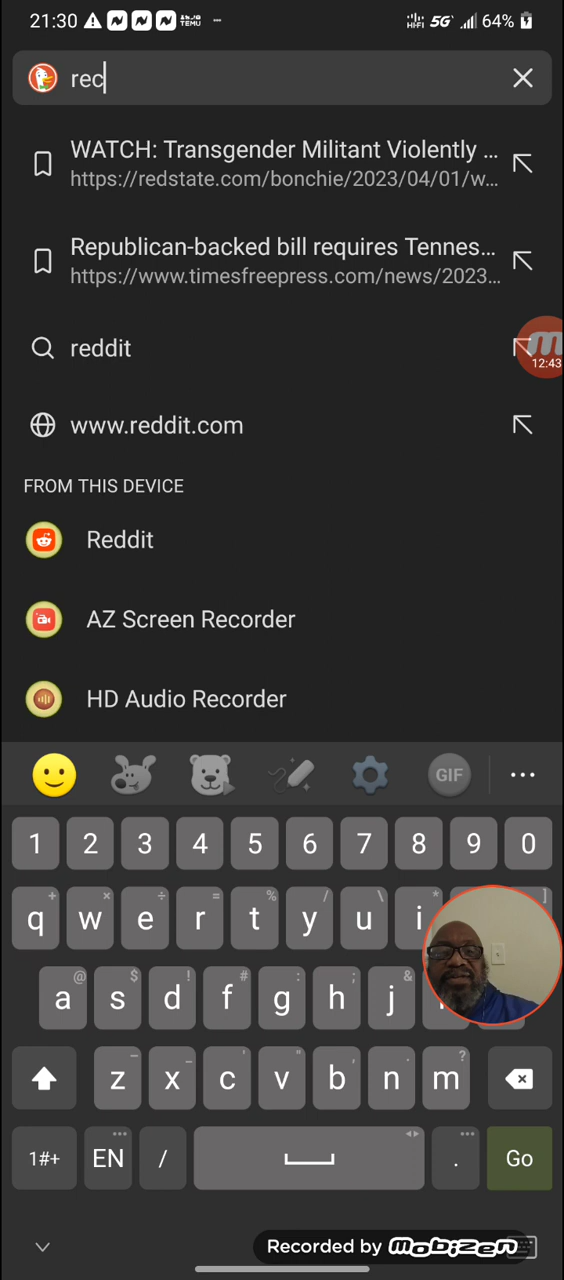 21:30 TEMU 5G 64%
rec
WATCH: Transgender Militant Violently ...
https://redstate.com/bonchie/2023/04/01/w...
Republican-backed bill requires Tennes...
https://www.timesfreepress.com/news/2023...
reddit
12:43
www.reddit.com
FROM THIS DEVICE
Reddit
AZ Screen Recorder
HD Audio Recorder
GIF
1 2 3 4 5 6 7 8 9 0
q w e r t y u i
a s d f g h j
z x c v b n m
1#+ EN / . Go
Recorded by mobizen